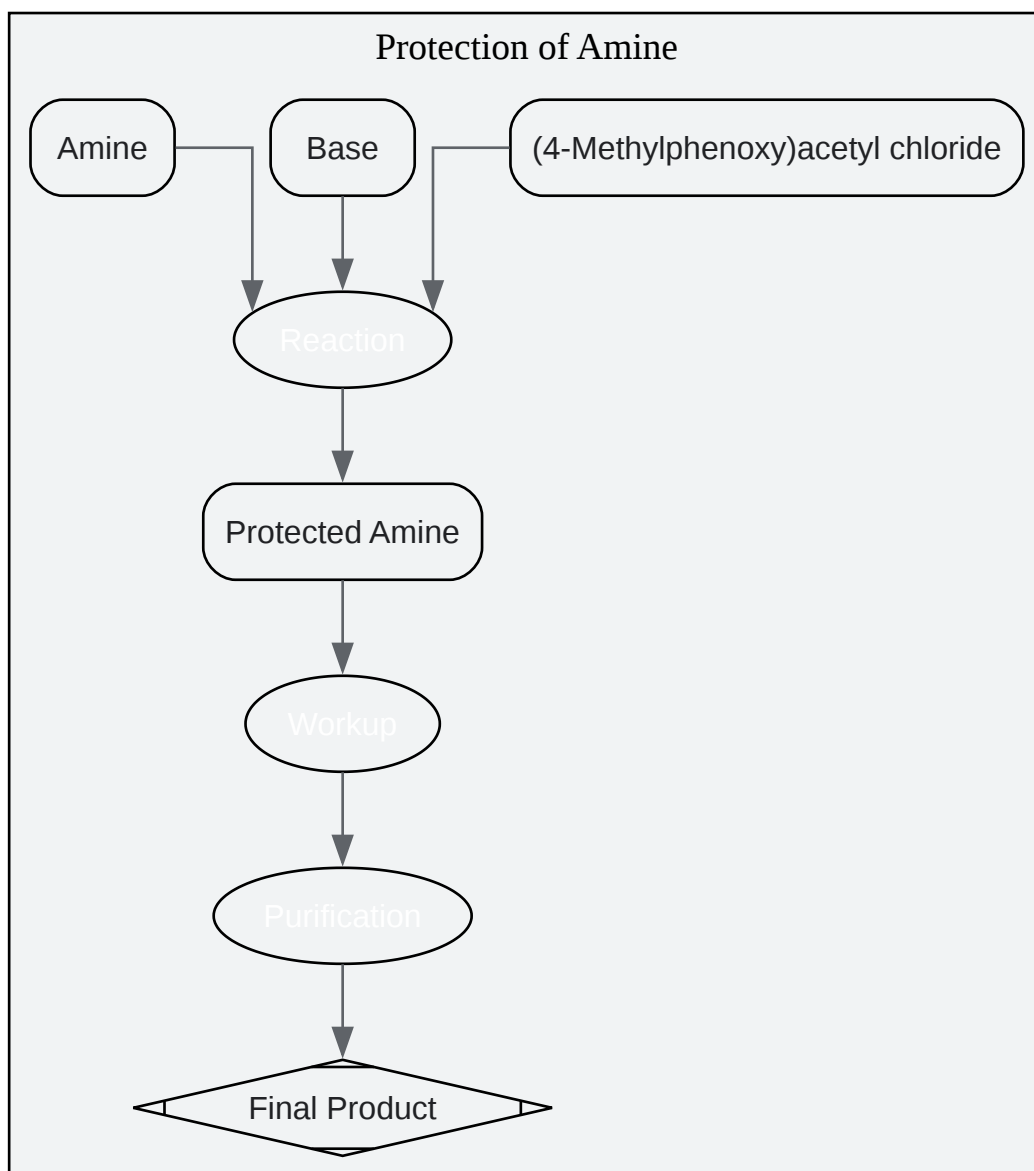 Protection of Amine
Amine
Base
(4-Methylphenoxy)acetyl chloride
Reaction
Protected Amine
Workup
Purification
Final Product